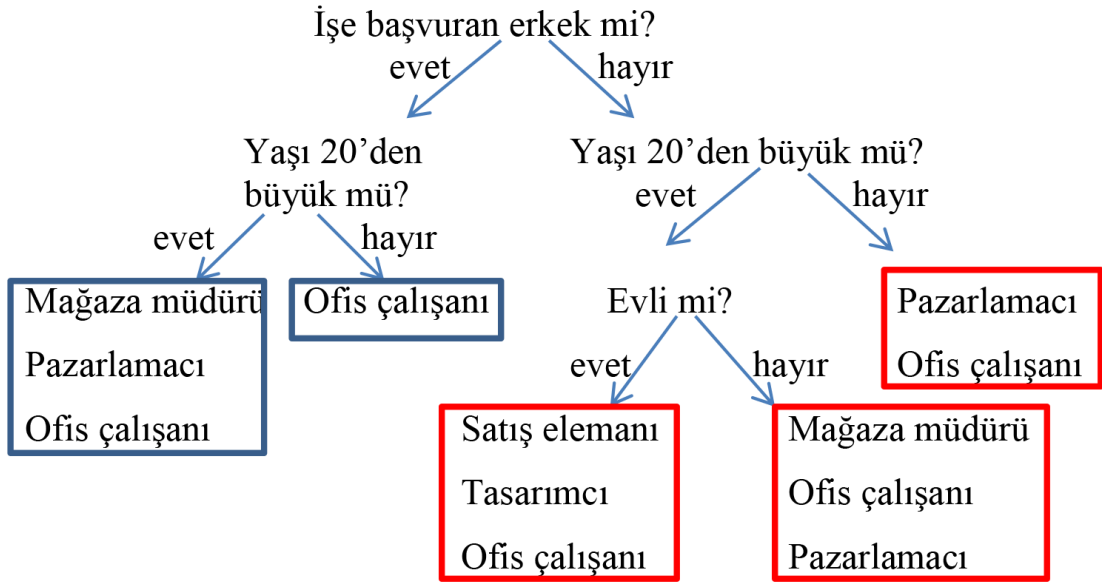 İşe başvuran erkek mi?
evet
hayır
Yaşı 20’den
büyük mü?
Yaşı 20’den büyük mü?
evet
hayır
evet
hayır
Mağaza müdürü
Pazarlamacı
Ofis çalışanı
Ofis çalışanı
Evli mi?
Pazarlamacı
Ofis çalışanı
evet
hayır
Satış elemanı
Tasarımcı
Ofis çalışanı
Mağaza müdürü
Ofis çalışanı
Pazarlamacı